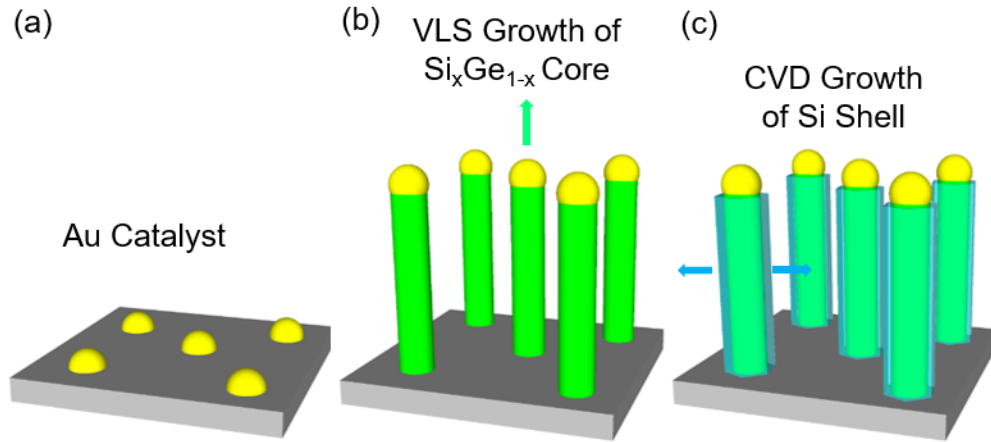 (a)
Au Catalyst
(b)
VLS Growth of
SiₓGe₁₋ₓ Core
(c)
CVD Growth
of Si Shell